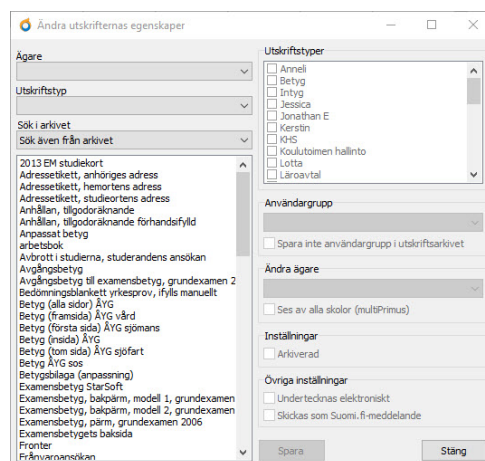 Ändra utskrifternas egenskaper
Ägare
Utskriftstyp
Sök i arkivet
Sök även från arkivet
2013 EM studiekort
Adressetikett, anhöriges adress
Adressetikett, hemortens adress
Adressetikett, studieortens adress
Anhållan, tillgodoräknande
Anhållan, tillgodoräknande förhandsifylld
Anpassat betyg
arbetsbok
Avbrott i studierna, studerandens ansökan
Avgångsbetyg
Avgångsbetyg till examensbetyg, grundexamen 2
Bedömningsblankett yrkesprov, ifylls manuellt
Betyg (alla sidor) ÅYG
Betyg (framsida) ÅYG vård
Betyg (första sida) ÅYG sjömans
Betyg (insida) ÅYG
Betyg (tom sida) ÅYG sjöfart
Betyg ÅYG sos
Betygsbilaga (anpassning)
Examensbetyg StarSoft
Examensbetyg, bakpärm, modell 1, grundexamen
Examensbetyg, bakpärm, modell 2, grundexamen
Examensbetyg, pärm, grundexamen 2006
Examensbetygets baksida
Fronter
Frånvaroansökan
Utskriftstyper
Anneli
Betyg
Intyg
Jessica
Jonathan E
Kerstin
KHS
Koulutoimen hallinto
Lotta
Läroavtal
Användargrupp
Spara inte användargrupp i utskriftsarkivet
Ändra ägare
Ses av alla skolor (multiPrimus)
Inställningar
Arkiverad
Övriga inställningar
Undertecknas elektroniskt
Skickas som Suomi.fi-meddelande
Spara
Stäng